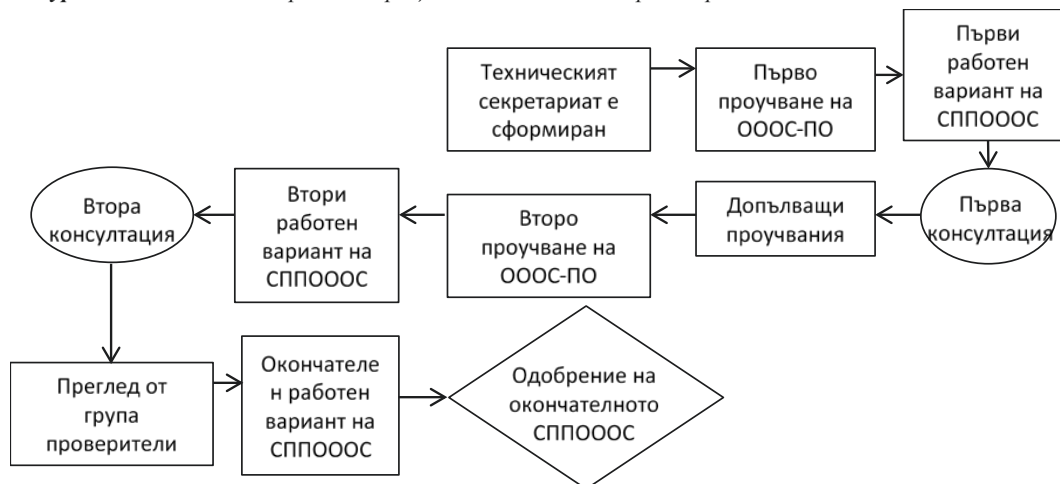 Техническият
секретариат е
сформиран
Първо
проучване на
ОООС-ПО
Първи
работен
вариант на
СППОООС
Първа
консултация
Допълващи
проучвания
Второ
проучване на
ОООС-ПО
Втори
работен
вариант на
СППОООС
Втора
консултация
Преглед от
група
проверители
Окончателе
н работен
вариант на
СППОООС
Одобрение на
окончателното
СППОООС